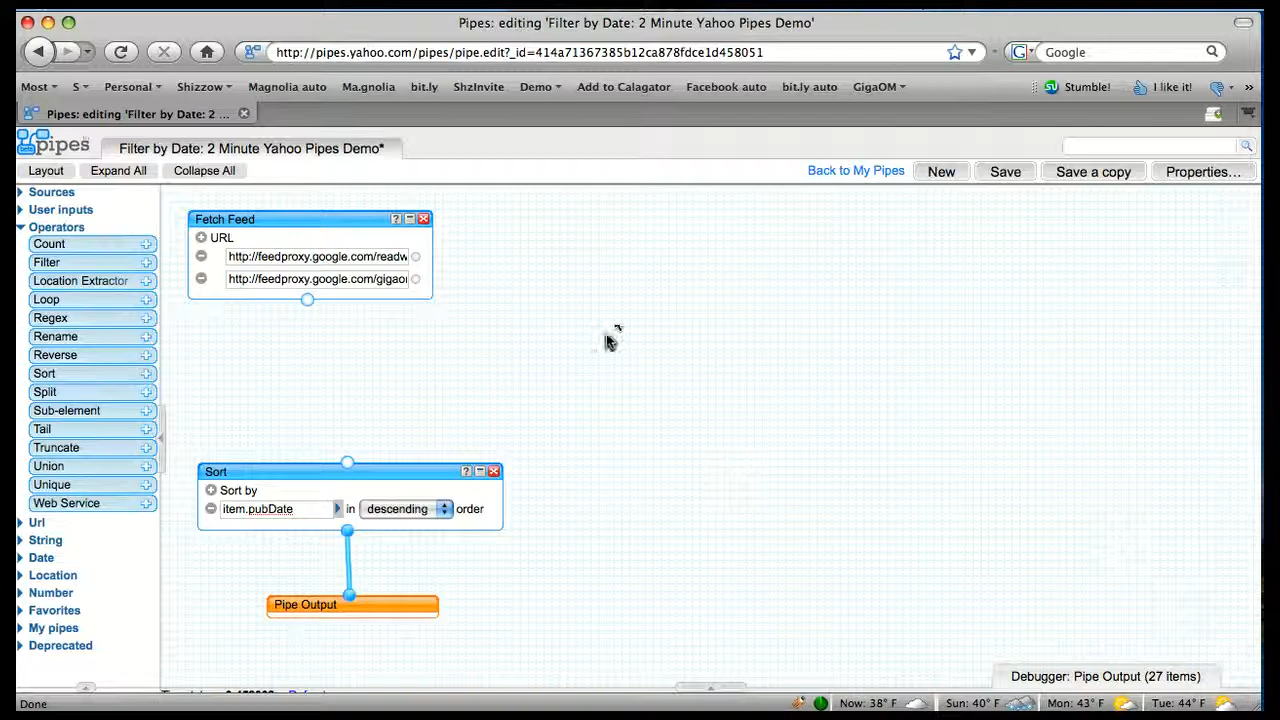 Pipes: editing 'Filter by Date: 2 Minute Yahoo Pipes Demo'
http://pipes.yahoo.com/pipes/pipe.edit?_id=414a71367385b12ca878fdce1d458051
G Google
Most S Personal Shizzow Magnolia auto Ma.gnolia bit.ly ShzInvite Demo Add to Calagator Facebook auto bit.ly auto GigaOM Stumble! I like it! »
Pipes: editing 'Filter by Date: 2 ...
pipes
Filter by Date: 2 Minute Yahoo Pipes Demo*
Layout Expand All Collapse All Back to My Pipes New Save Save a copy Properties...
Sources
User inputs
Operators
Count
Filter
Location Extractor
Loop
Regex
Rename
Reverse
Sort
Split
Sub-element
Tail
Truncate
Union
Unique
Web Service
Url
String
Date
Location
Number
Favorites
My pipes
Deprecated
Fetch Feed ?
URL
http://feedproxy.google.com/readw
http://feedproxy.google.com/gigao
Sort ?
Sort by
item.pubDate in descending order
Pipe Output
Debugger: Pipe Output (27 items)
Done Now: 38° F Sun: 40° F Mon: 43° F Tue: 44° F